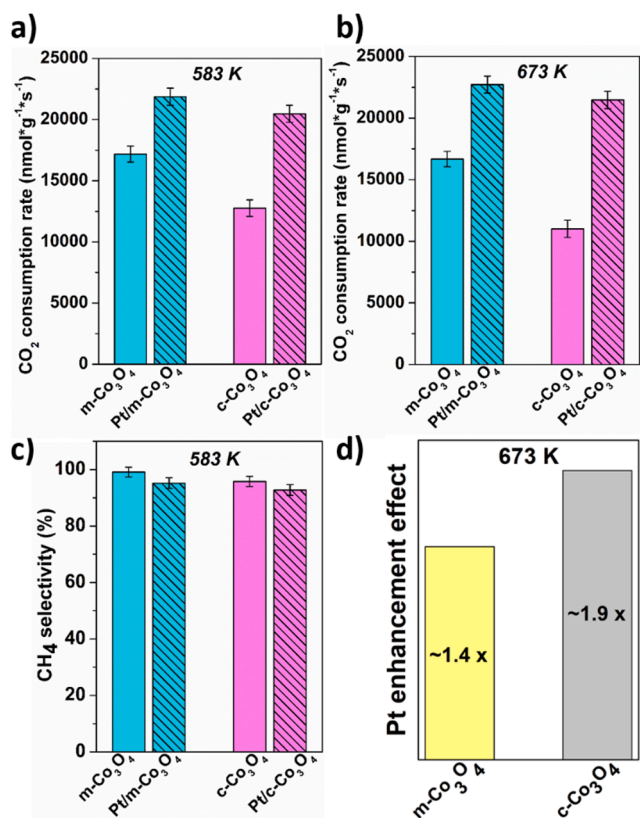 a)
583 K
CO₂ consumption rate (nmol*g⁻¹*s⁻¹)
25000
20000
15000
10000
5000
0
m-Co₃O₄
Pt/m-Co₃O₄
c-Co₃O₄
Pt/c-Co₃O₄
b)
673 K
CO₂ consumption rate (nmol*g⁻¹*s⁻¹)
25000
20000
15000
10000
5000
0
m-Co₃O₄
Pt/m-Co₃O₄
c-Co₃O₄
Pt/c-Co₃O₄
c)
583 K
CH₄ selectivity (%)
100
80
60
40
20
0
m-Co₃O₄
Pt/m-Co₃O₄
c-Co₃O₄
Pt/c-Co₃O₄
d)
673 K
Pt enhancement effect
~1.4 x
~1.9 x
m-Co₃O₄
c-Co₃O₄